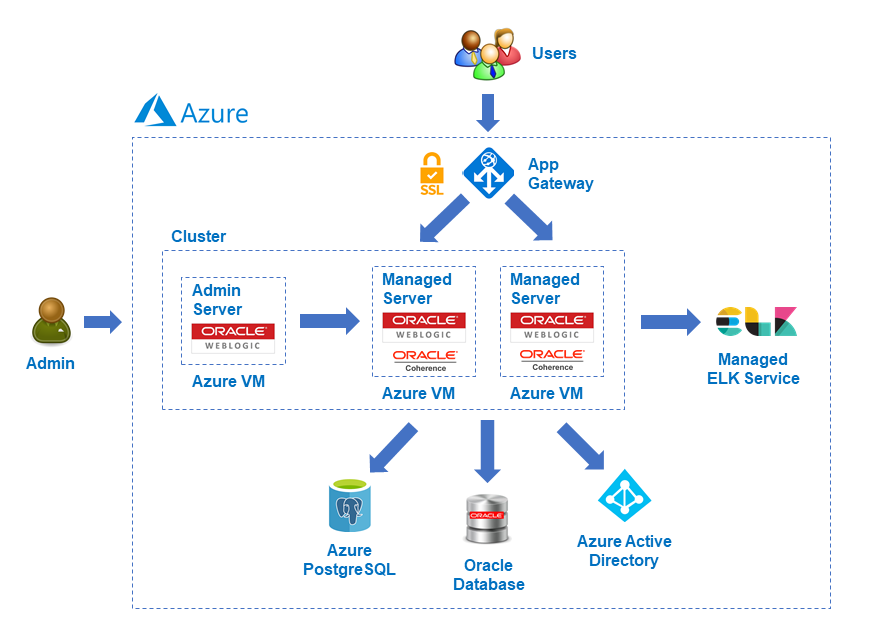 Users
Azure
SSL
App
Gateway
Cluster
Admin
Server
ORACLE
WEBLOGIC
Azure VM
Managed
Server
ORACLE
WEBLOGIC
ORACLE
Coherence
Azure VM
Managed
Server
ORACLE
WEBLOGIC
ORACLE
Coherence
Azure VM
Admin
ELK
Managed
ELK Service
Azure
PostgreSQL
ORACLE
Oracle
Database
Azure Active
Directory